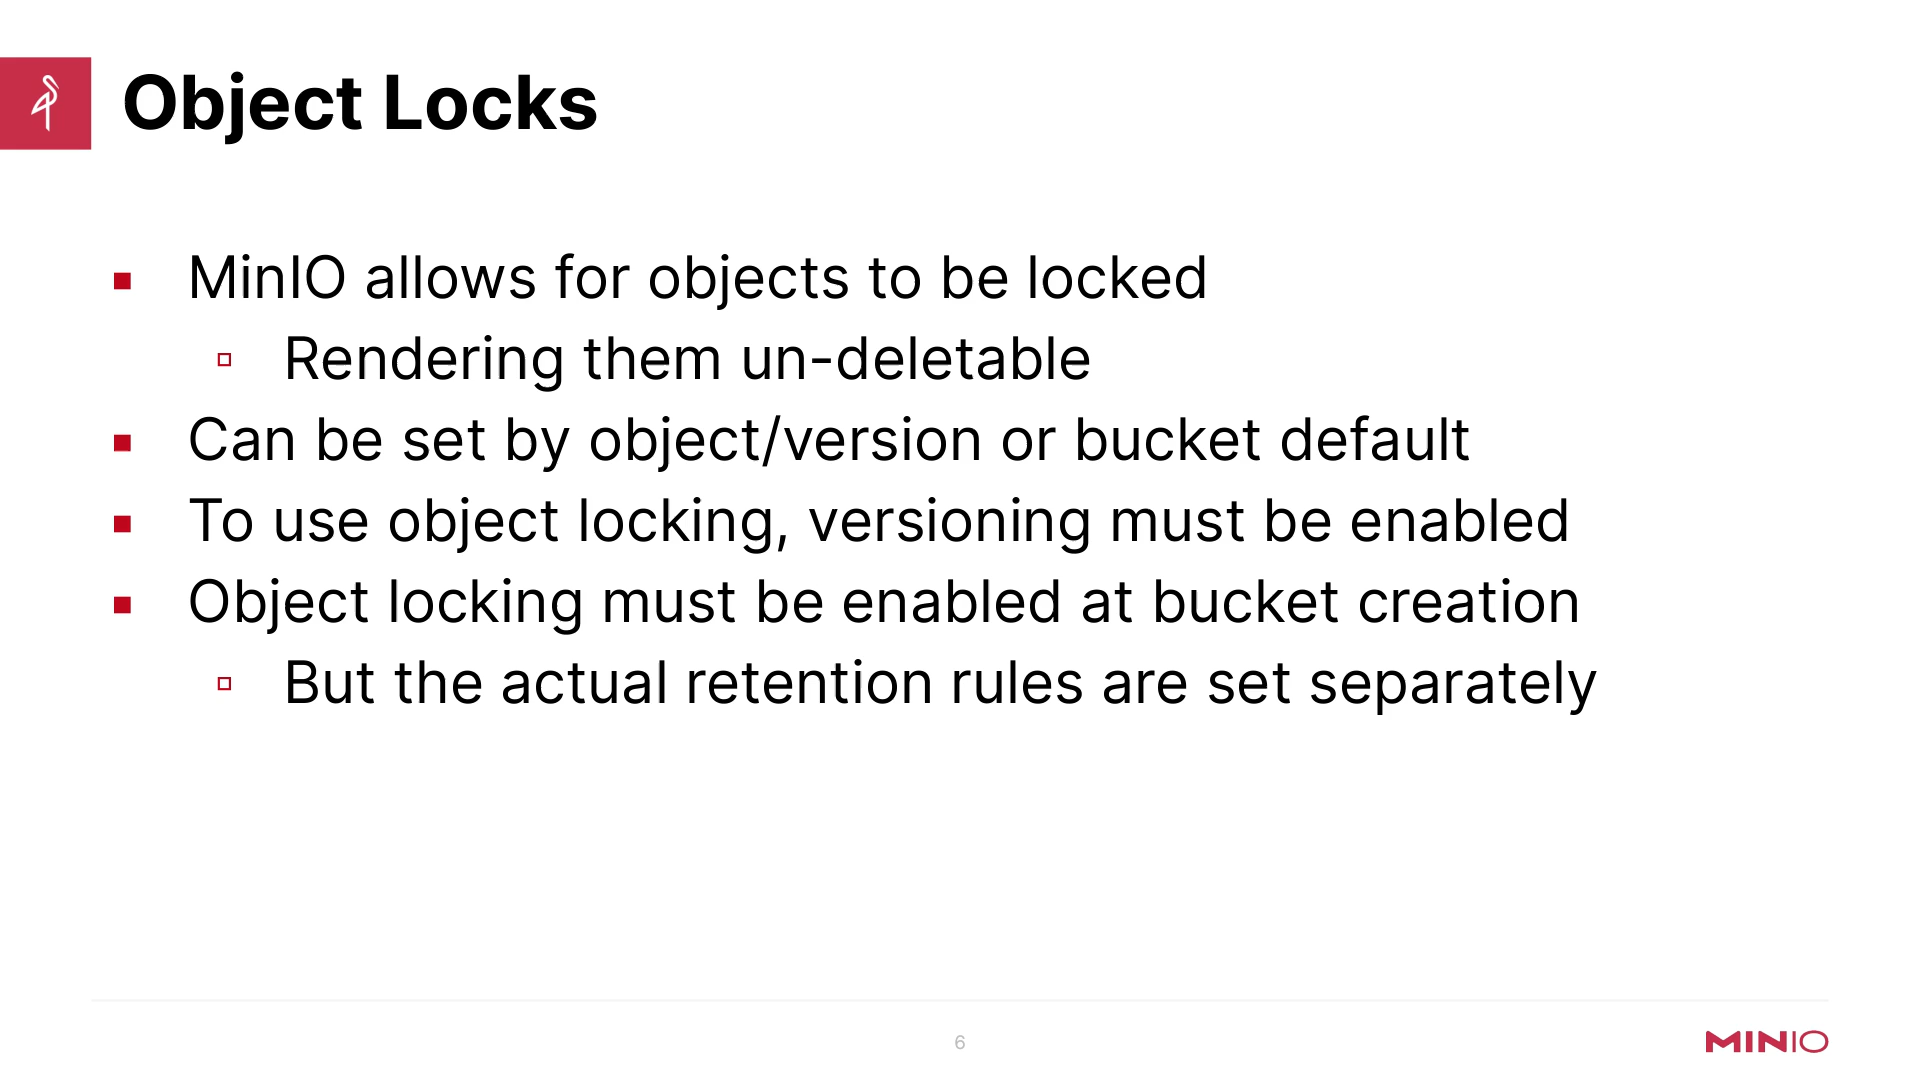 Object Locks
MinIO allows for objects to be locked
Rendering them un-deletable
Can be set by object/version or bucket default
To use object locking, versioning must be enabled
Object locking must be enabled at bucket creation
But the actual retention rules are set separately
6
MINIO